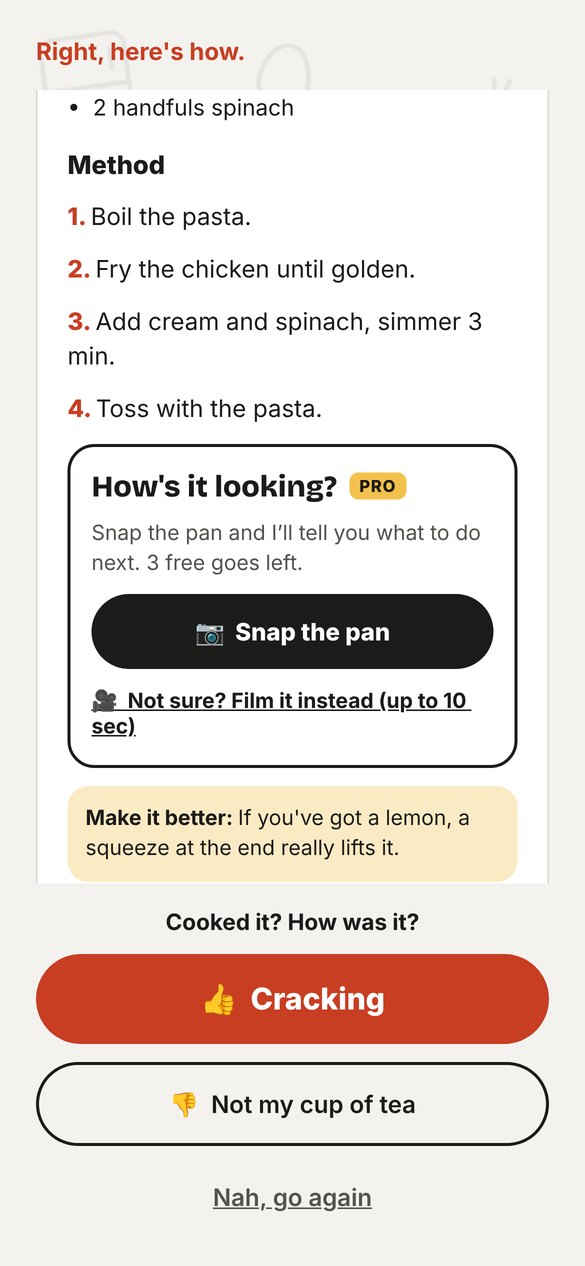 Right, here's how.
• 2 handfuls spinach
Method
1. Boil the pasta.
2. Fry the chicken until golden.
3. Add cream and spinach, simmer 3
min.
4. Toss with the pasta.
How's it looking? PRO
Snap the pan and I’ll tell you what to do
next. 3 free goes left.
📷 Snap the pan
🎥 Not sure? Film it instead (up to 10
sec)
Make it better: If you've got a lemon, a
squeeze at the end really lifts it.
Cooked it? How was it?
👍 Cracking
👎 Not my cup of tea
Nah, go again